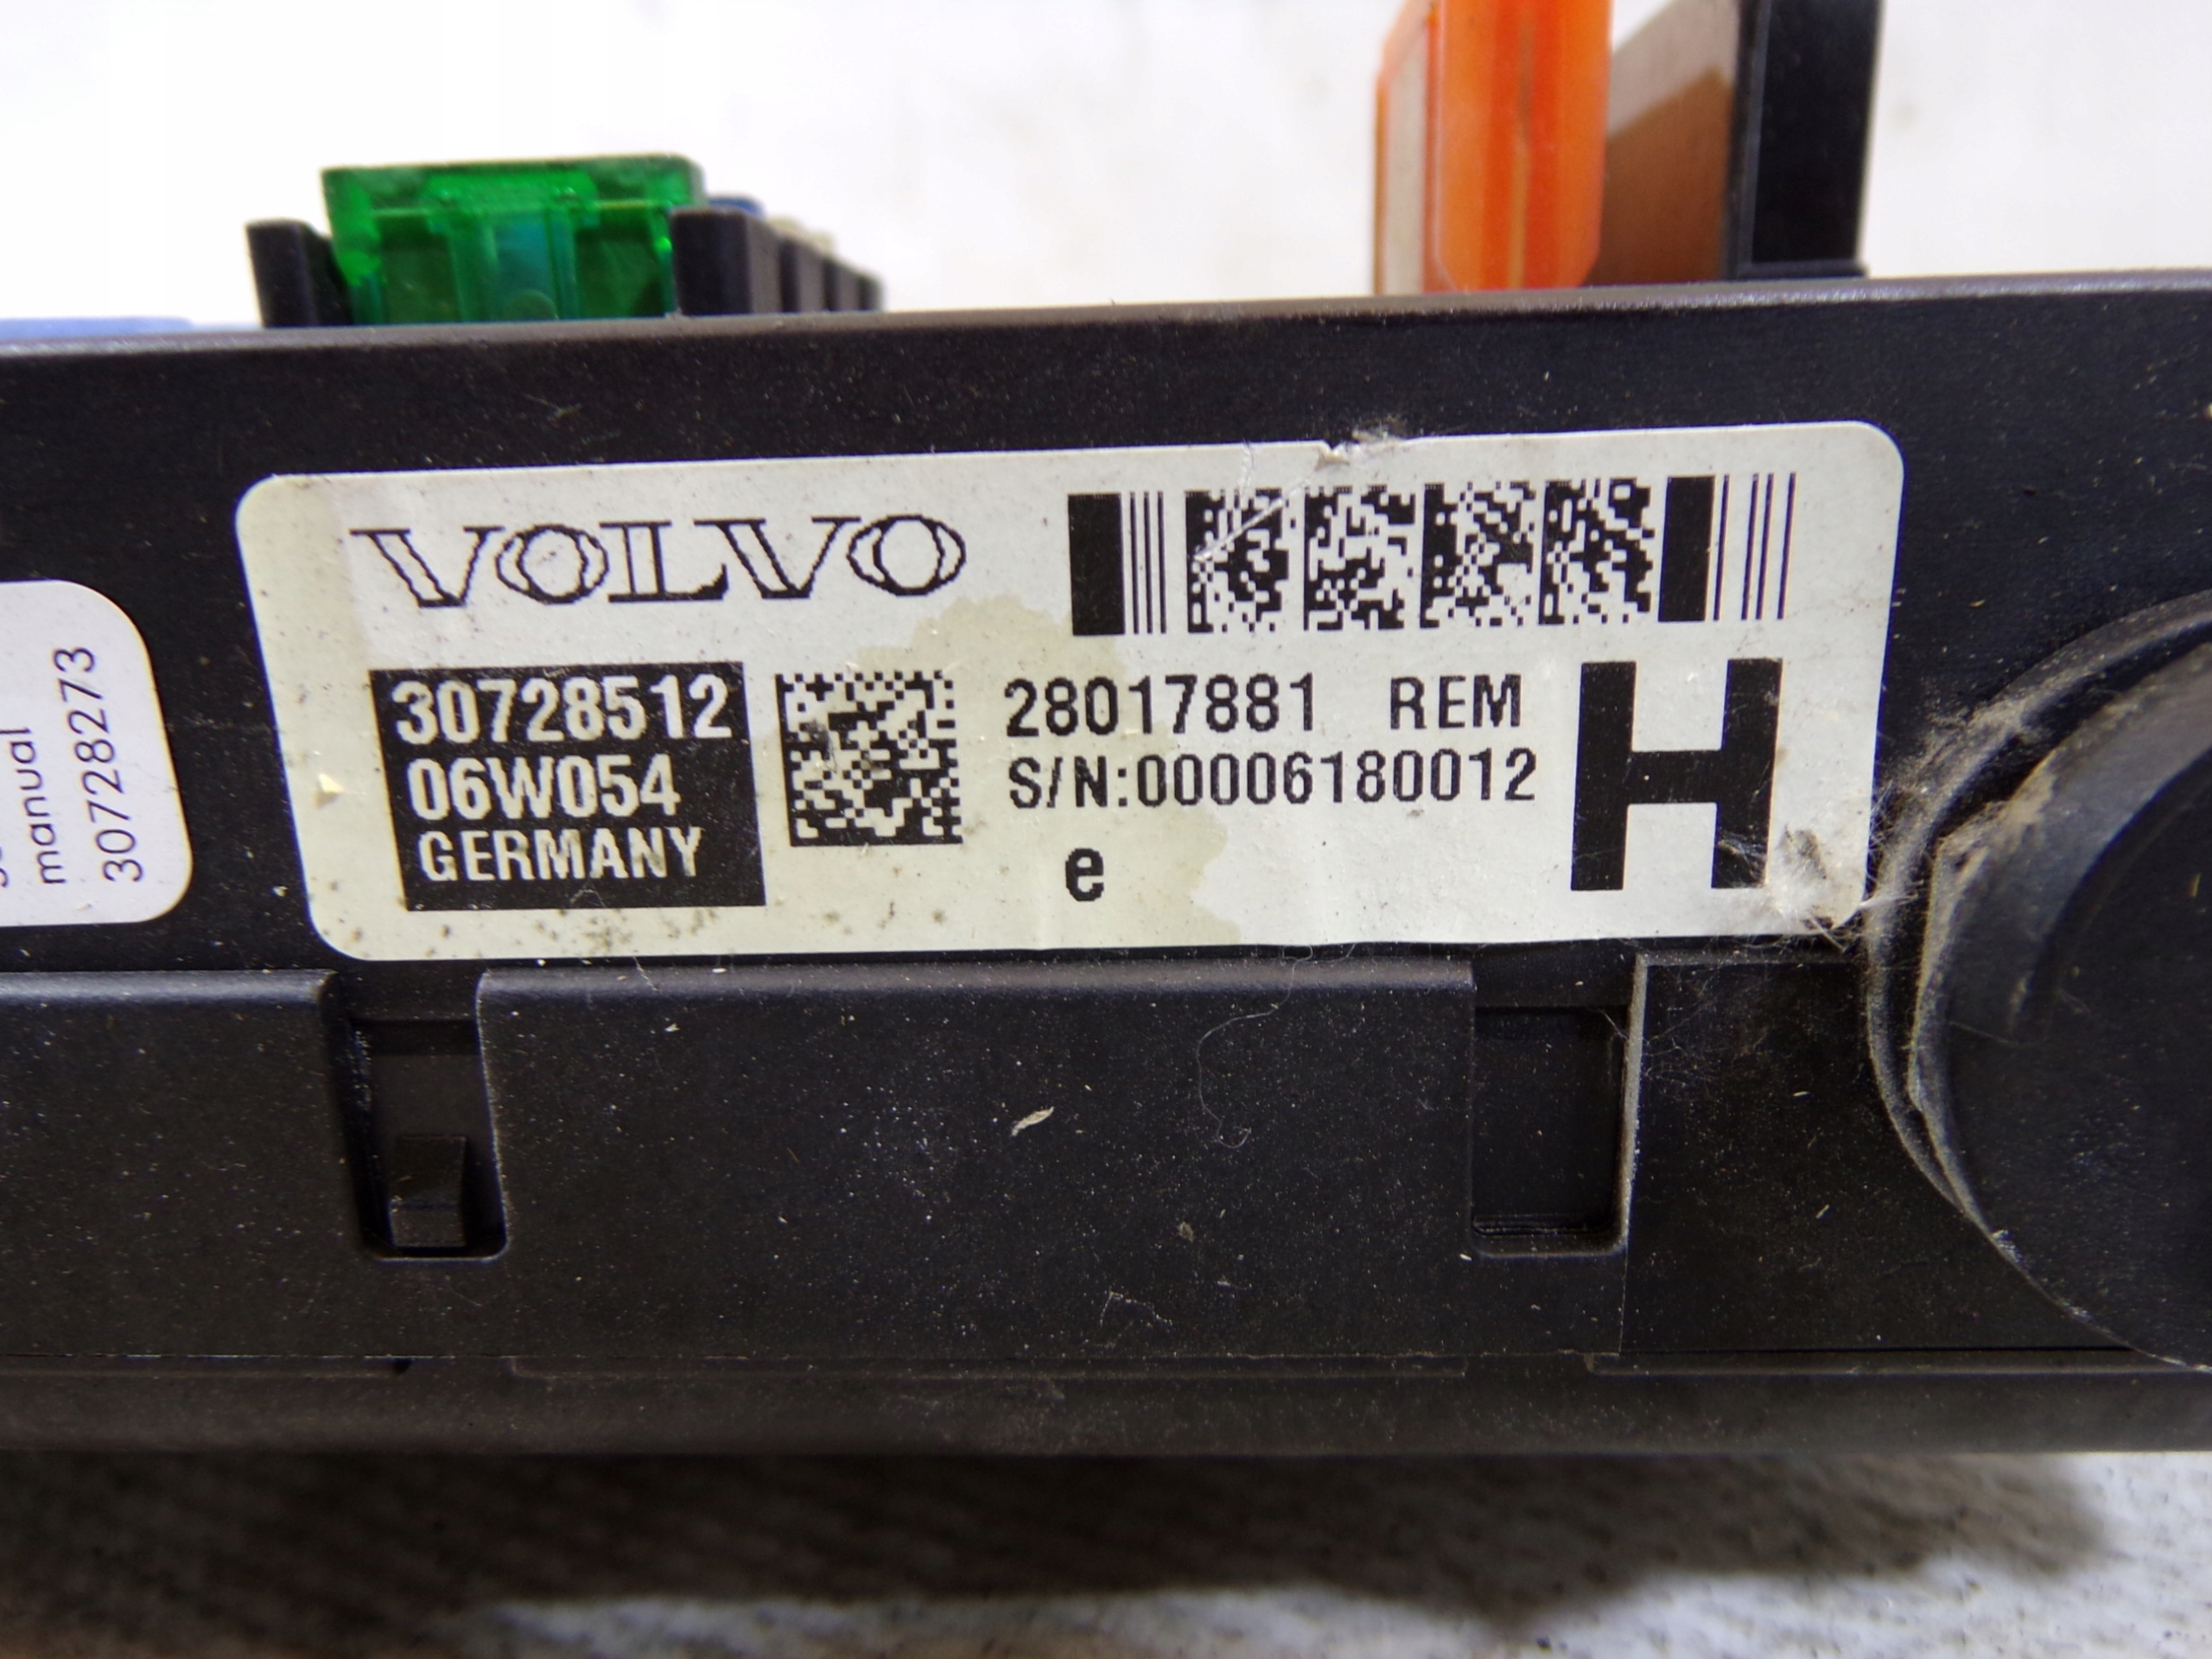 VOLVO
30728512
06W054
GERMANY
28017881 REM
S/N:00006180012
e
H
manual
30728273